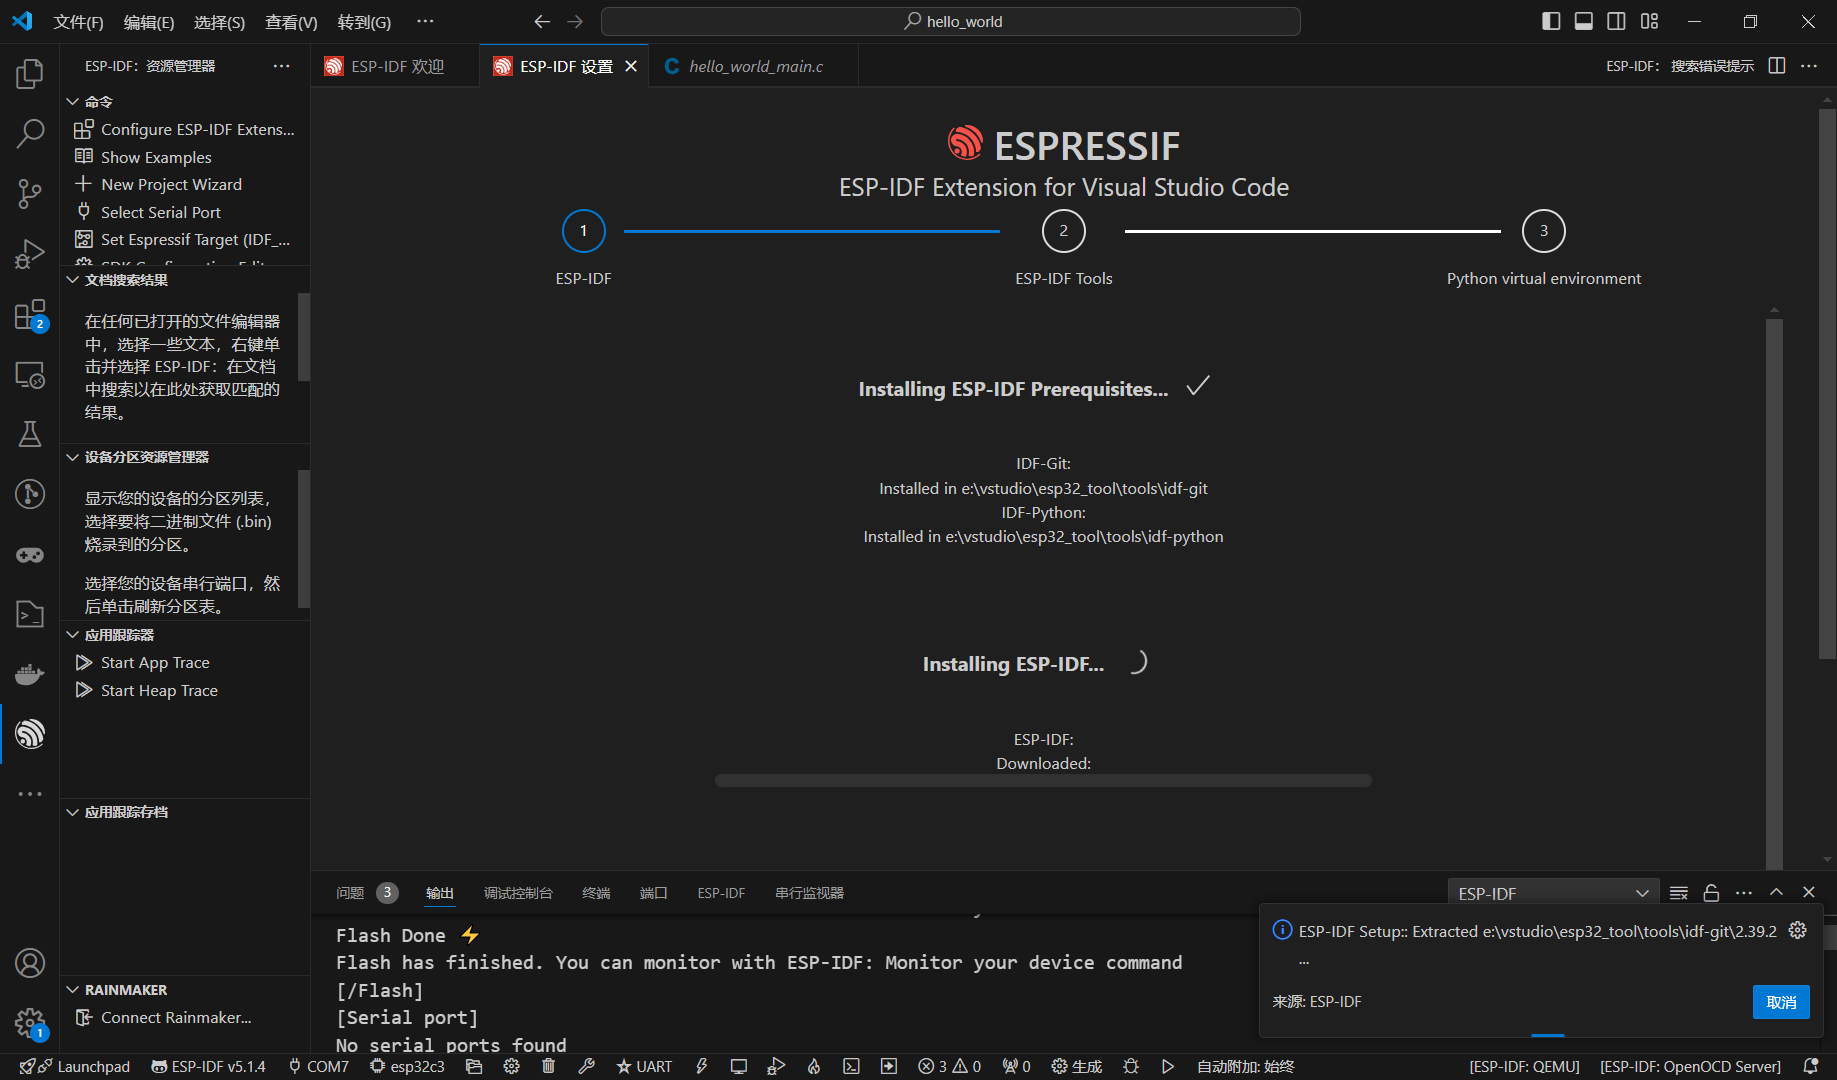 文件(F) 编辑(E) 选择(S) 查看(V) 转到(G) ··· hello_world
ESP-IDF：资源管理器 ···
命令
Configure ESP-IDF Extens...
Show Examples
New Project Wizard
Select Serial Port
Set Espressif Target (IDF_...
文档搜索结果
在任何已打开的文件编辑器
中，选择一些文本，右键单
击并选择 ESP-IDF：在文档
中搜索以在此处获取匹配的
结果。
设备分区资源管理器
显示您的设备的分区列表，
选择要将二进制文件 (.bin)
烧录到的分区。
选择您的设备串行端口，然
后单击刷新分区表。
应用跟踪器
Start App Trace
Start Heap Trace
应用跟踪存档
RAINMAKER
Connect Rainmaker...
2
1
ESP-IDF 欢迎 ESP-IDF 设置 C hello_world_main.c ESP-IDF：搜索错误提示 ···
ESPRESSIF
ESP-IDF Extension for Visual Studio Code
1 2 3
ESP-IDF ESP-IDF Tools Python virtual environment
Installing ESP-IDF Prerequisites...
IDF-Git:
Installed in e:\vstudio\esp32_tool\tools\idf-git
IDF-Python:
Installed in e:\vstudio\esp32_tool\tools\idf-python
Installing ESP-IDF...
ESP-IDF:
Downloaded:
问题 3 输出 调试控制台 终端 端口 ESP-IDF 串行监视器 ESP-IDF ···
Flash Done ⚡
Flash has finished. You can monitor with ESP-IDF: Monitor your device command
[/Flash]
[Serial port]
No serial ports found
ESP-IDF Setup:: Extracted e:\vstudio\esp32_tool\tools\idf-git\2.39.2
...
来源: ESP-IDF 取消
Launchpad ESP-IDF v5.1.4 COM7 esp32c3 UART 3 0 0 生成 自动附加: 始终 [ESP-IDF: QEMU] [ESP-IDF: OpenOCD Server]